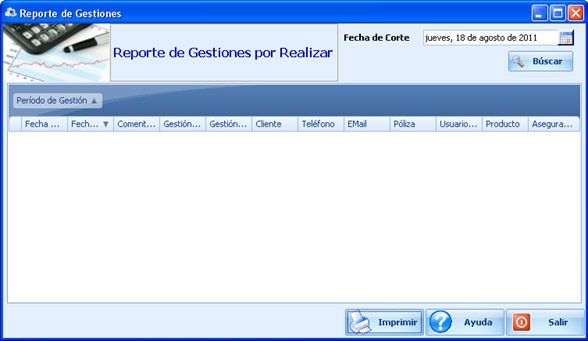 Reporte de Gestiones
Reporte de Gestiones por Realizar
Fecha de Corte
jueves, 18 de agosto de 2011
Búscar
Período de Gestión
Fecha ... Fech... Coment... Gestión... Gestión... Cliente Teléfono EMail Póliza Usuario... Producto Asegura...
Imprimir Ayuda Salir